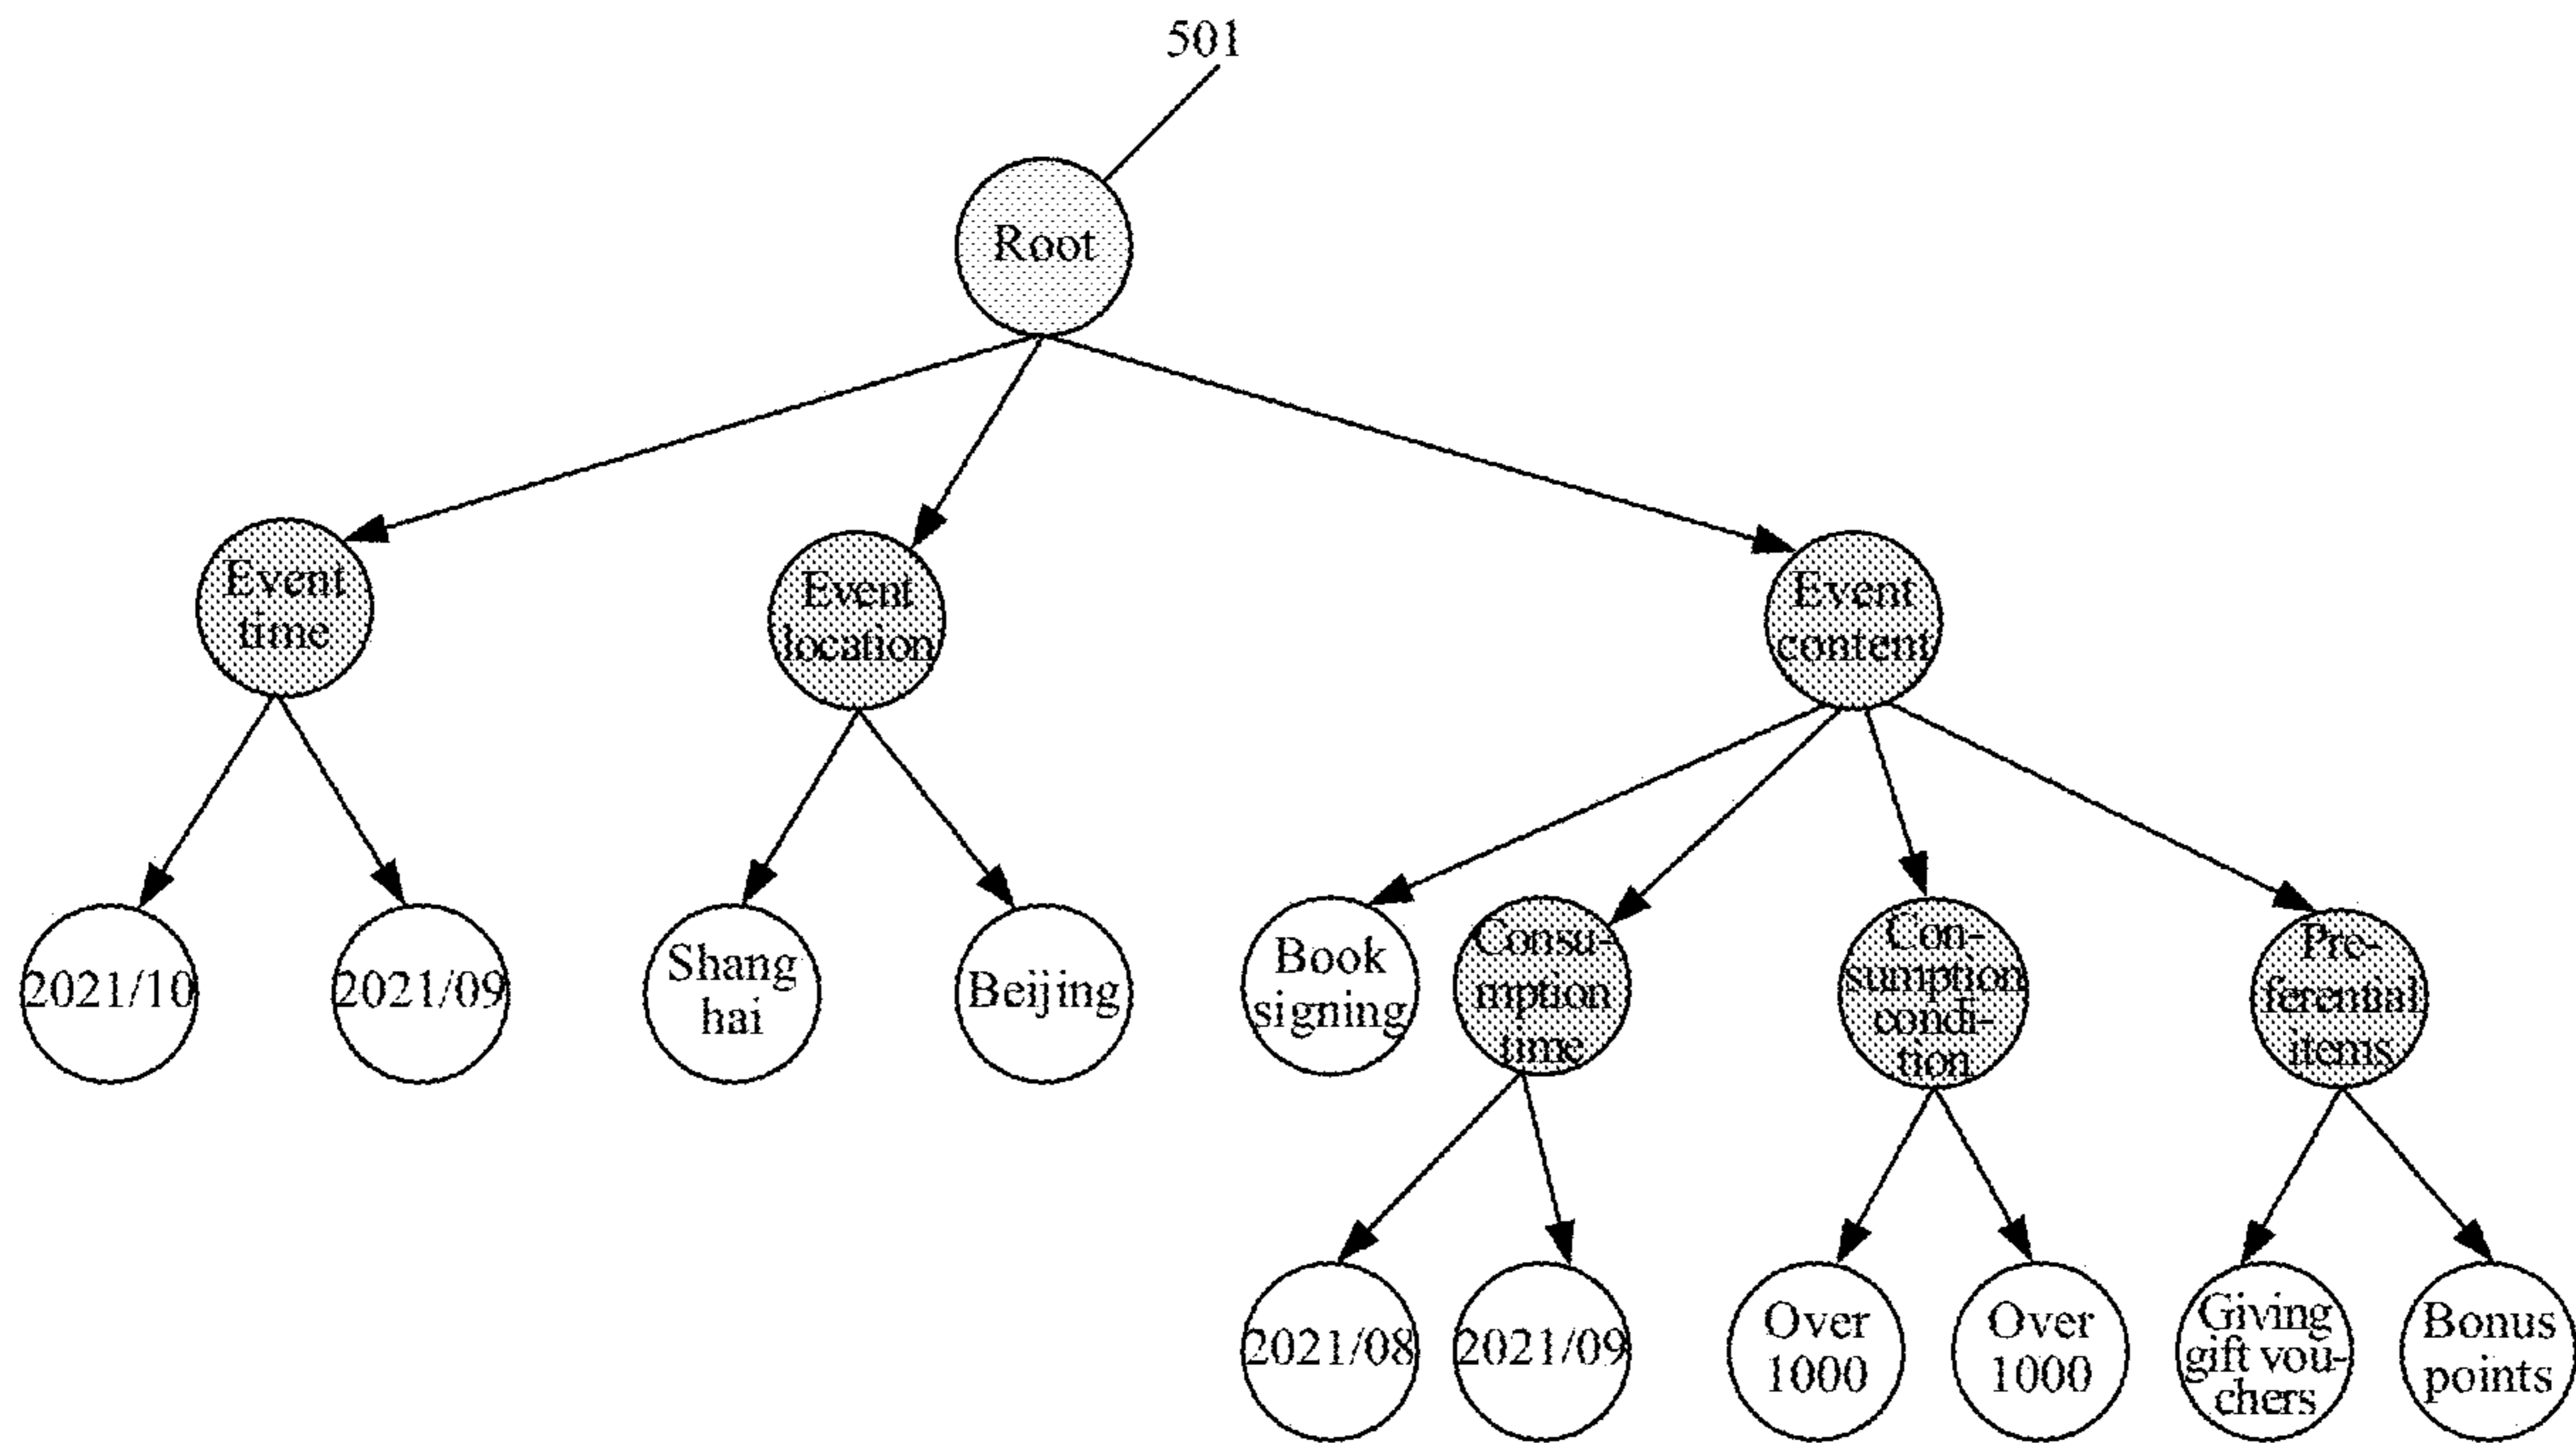 501
Root
Event
time
Event
location
Event
content
2021/10
2021/09
Shang
hai
Beijing
Book
signing
Consu-
mption
time
Con-
sumption
condi-
tion
Pre-
ferential
items
2021/08
2021/09
Over
1000
Over
1000
Giving
gift vou-
chers
Bonus
points